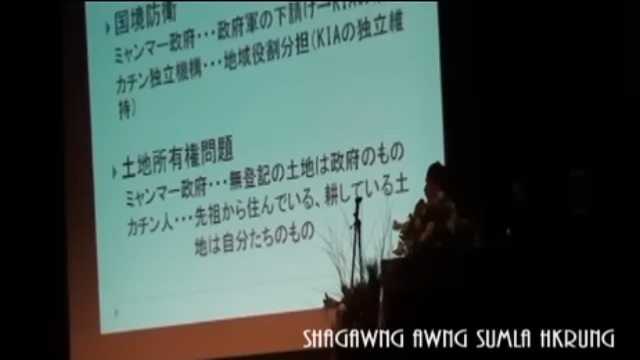 国境防衛
ミャンマー政府・・・政府軍の下請けーKIA
カチン独立機構・・・地域役割分担(KIAの独立維
持)
土地所有権問題
ミャンマー政府・・・無登記の土地は政府のもの
カチン人・・・先祖から住んでいる、耕している土
地は自分たちのもの
SHAGAWNG AWNG SUMLA HKRUNG